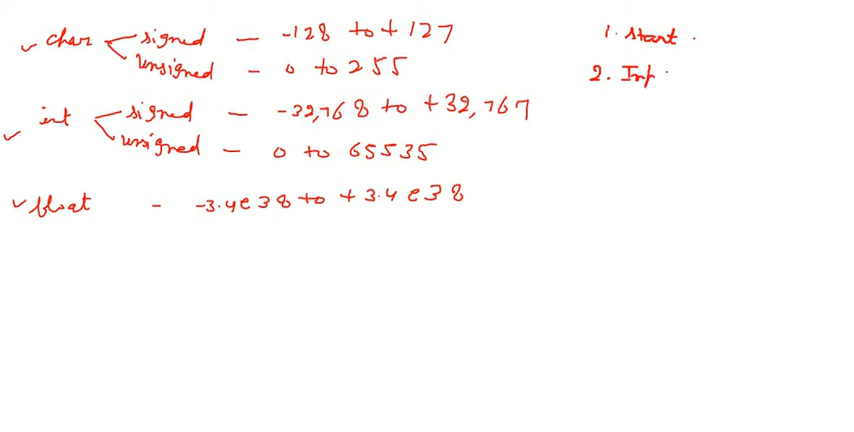 ✓ char signed — -128 to +127
unsigned - 0 to 255
✓ int signed — -32,768 to +32,767
unsigned — 0 to 65535
✓ float - -3.4e38 to +3.4e38
1. Start.
2. Inp